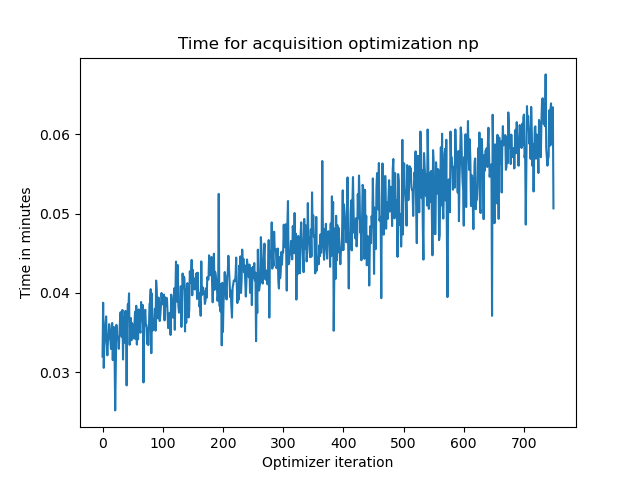 Time for acquisition optimization np
Time in minutes
0.06
0.05
0.04
0.03
0 100 200 300 400 500 600 700
Optimizer iteration